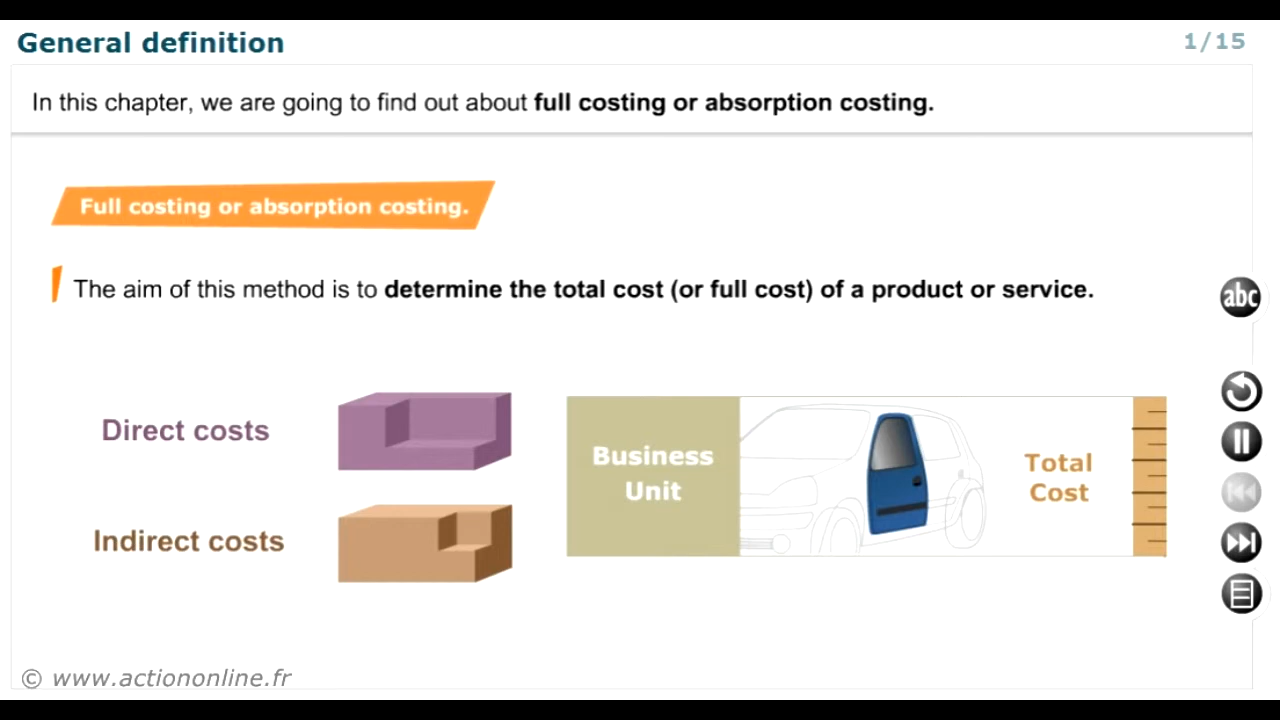 General definition
1/15
In this chapter, we are going to find out about full costing or absorption costing.
Full costing or absorption costing.
The aim of this method is to determine the total cost (or full cost) of a product or service.
abc
Direct costs
Business
Unit
Total
Cost
Indirect costs
© www.actiononline.fr